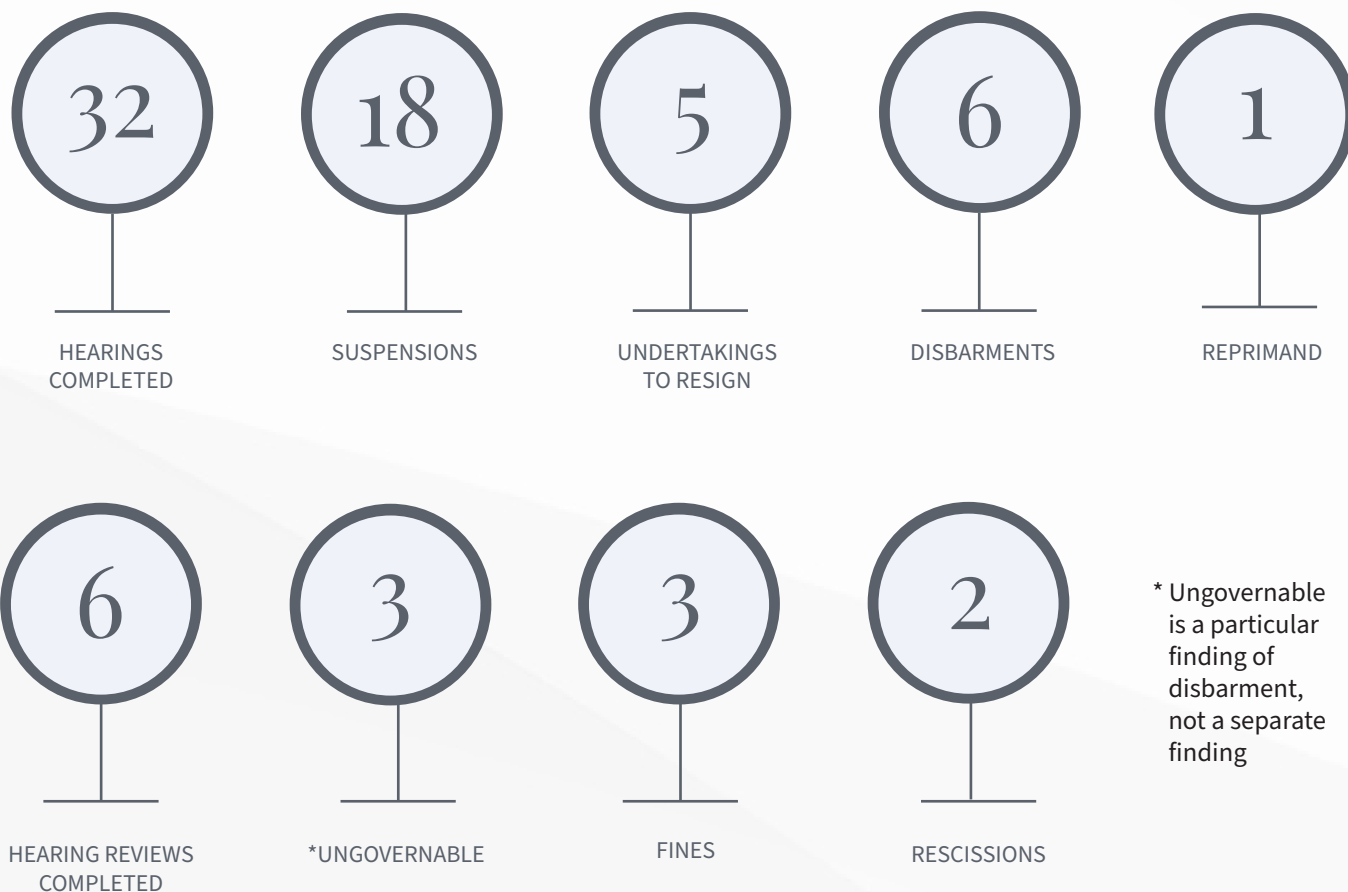 32
18
5
6
1
HEARINGS
COMPLETED
SUSPENSIONS
UNDERTAKINGS
TO RESIGN
DISBARMENTS
REPRIMAND
6
3
3
2
* Ungovernable
is a particular
finding of
disbarment,
not a separate
finding
HEARING REVIEWS
COMPLETED
*UNGOVERNABLE
FINES
RESCISSIONS